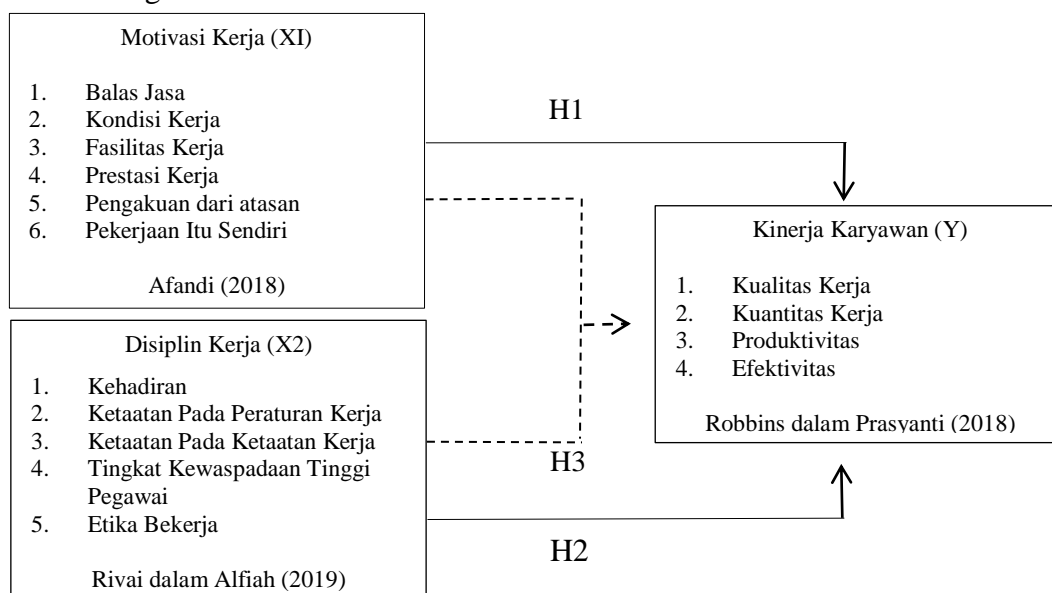 Motivasi Kerja (XI)
1. Balas Jasa
2. Kondisi Kerja
3. Fasilitas Kerja
4. Prestasi Kerja
5. Pengakuan dari atasan
6. Pekerjaan Itu Sendiri
Afandi (2018)
H1
Kinerja Karyawan (Y)
1. Kualitas Kerja
2. Kuantitas Kerja
3. Produktivitas
4. Efektivitas
Robbins dalam Prasyanti (2018)
Disiplin Kerja (X2)
1. Kehadiran
2. Ketaatan Pada Peraturan Kerja
3. Ketaatan Pada Ketaatan Kerja
4. Tingkat Kewaspadaan Tinggi
Pegawai
5. Etika Bekerja
Rivai dalam Alfiah (2019)
H3
H2